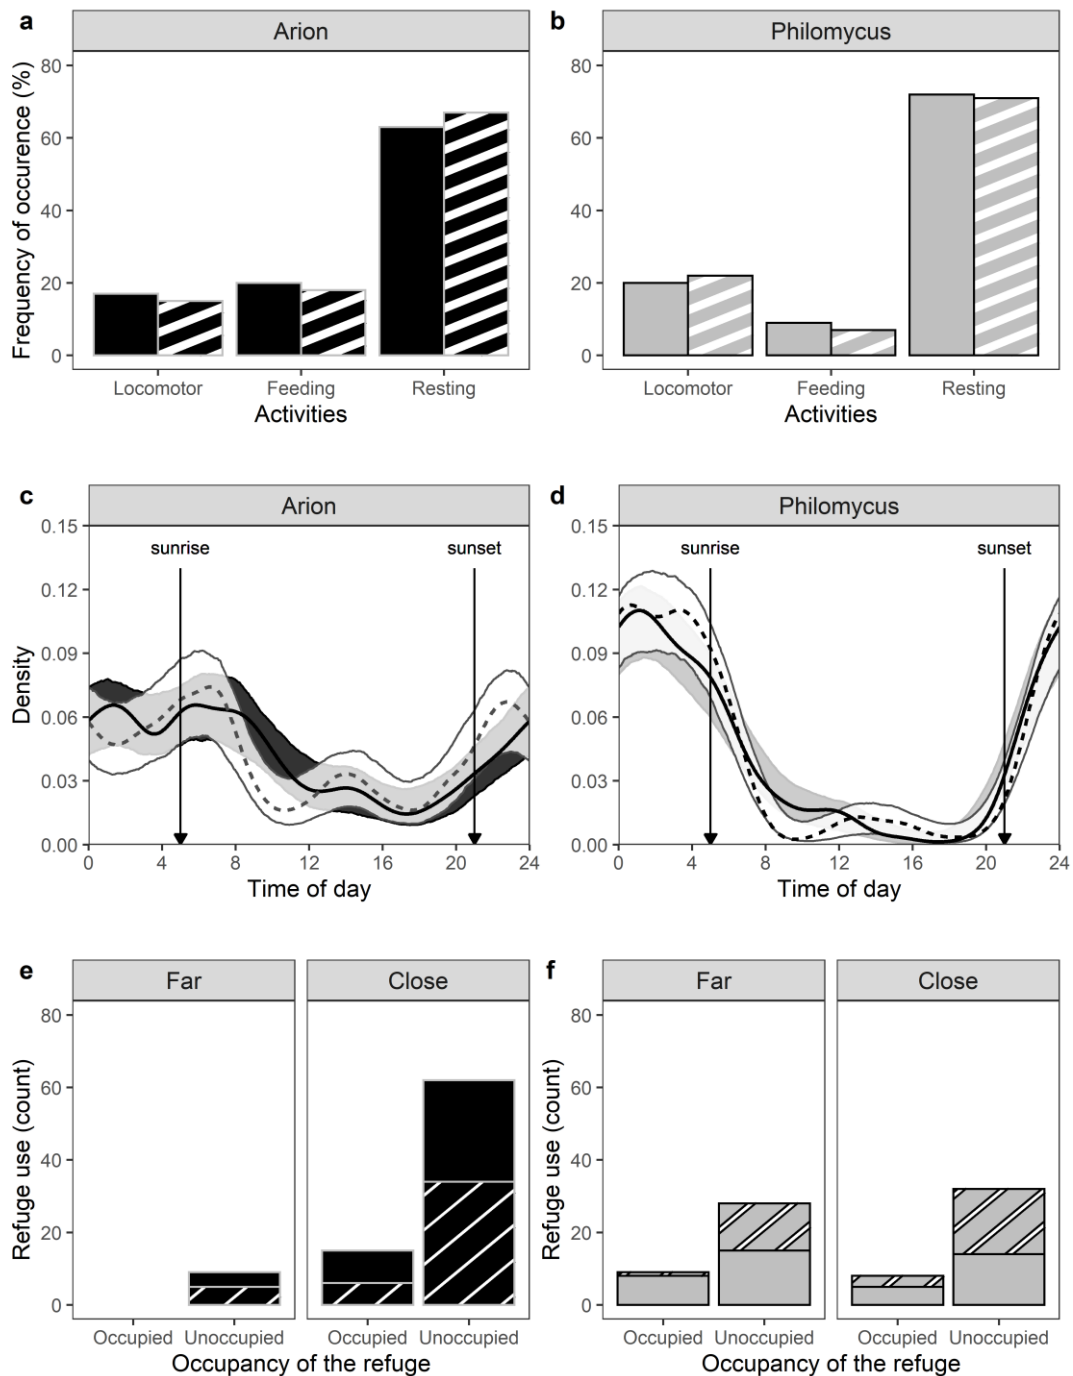 a
Arion
Frequency of occurence (%)
80
60
40
20
0
Locomotor Feeding Resting
Activities
b
Philomycus
80
60
40
20
0
Locomotor Feeding Resting
Activities
c
Arion
Density
0.15
0.12
0.09
0.06
0.03
0.00
sunrise sunset
0 4 8 12 16 20 24
Time of day
d
Philomycus
0.15
0.12
0.09
0.06
0.03
0.00
sunrise sunset
0 4 8 12 16 20 24
Time of day
e
Far Close
Refuge use (count)
80
60
40
20
0
Occupied Unoccupied Occupied Unoccupied
Occupancy of the refuge
f
Far Close
Refuge use (count)
80
60
40
20
0
Occupied Unoccupied Occupied Unoccupied
Occupancy of the refuge